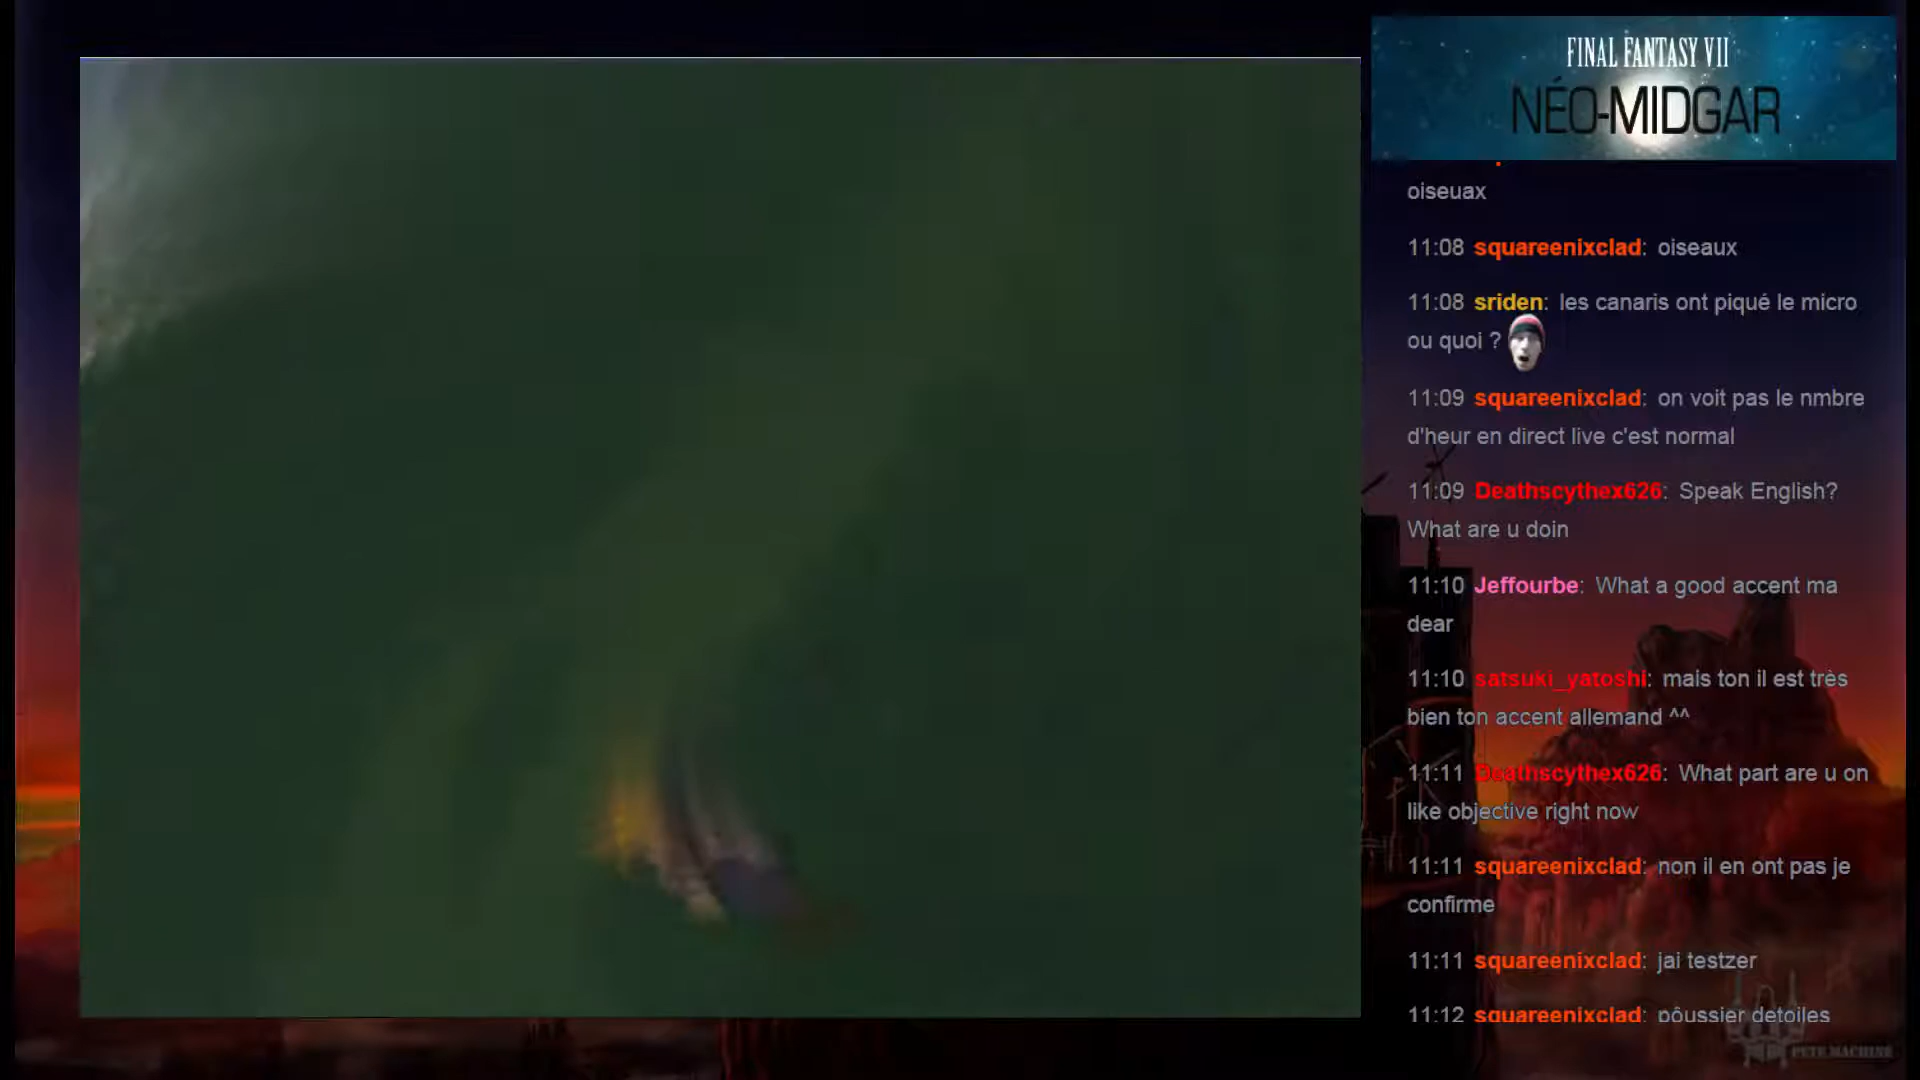 FINAL FANTASY VII
NÉO-MIDGAR
oiseuax
11:08 squareenixclad: oiseaux
11:08 sriden: les canaris ont piqué le micro
ou quoi ?
11:09 squareenixclad: on voit pas le nmbre
d'heur en direct live c'est normal
11:09 Deathscythex626: Speak English?
What are u doin
11:10 Jeffourbe: What a good accent ma
dear
11:10 satsuki_yatoshi: mais ton il est très
bien ton accent allemand ^^
11:11 Deathscythex626: What part are u on
like objective right now
11:11 squareenixclad: non il en ont pas je
confirme
11:11 squareenixclad: jai testzer
11:12 squareenixclad: pôussier detoiles
PETE MACHINE